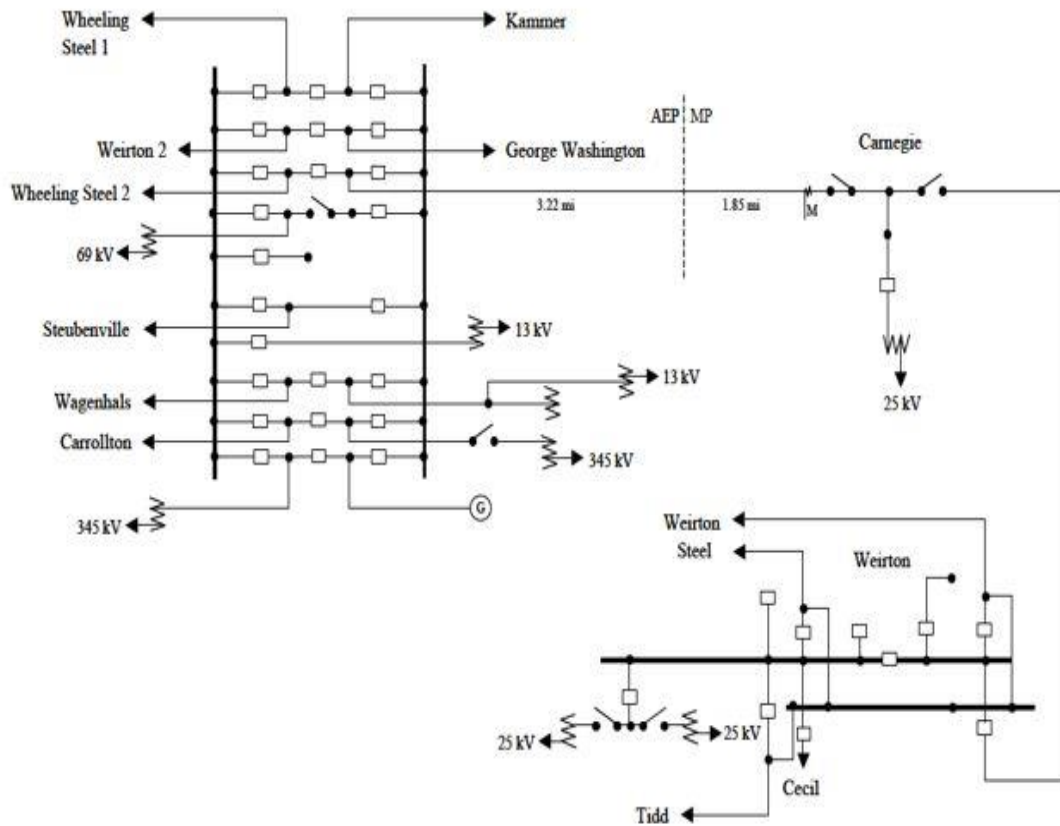 Wheeling
Steel 1
Kammer
AEP
MP
Weirton 2
George Washington
Carnegie
Wheeling Steel 2
3.22 mi
1.85 mi
M
69 kV
Steubenville
13 kV
13 kV
Wagenhals
25 kV
Carrollton
345 kV
345 kV
G
Weirton
Steel
Weirton
25 kV
25 kV
Cecil
Tidd